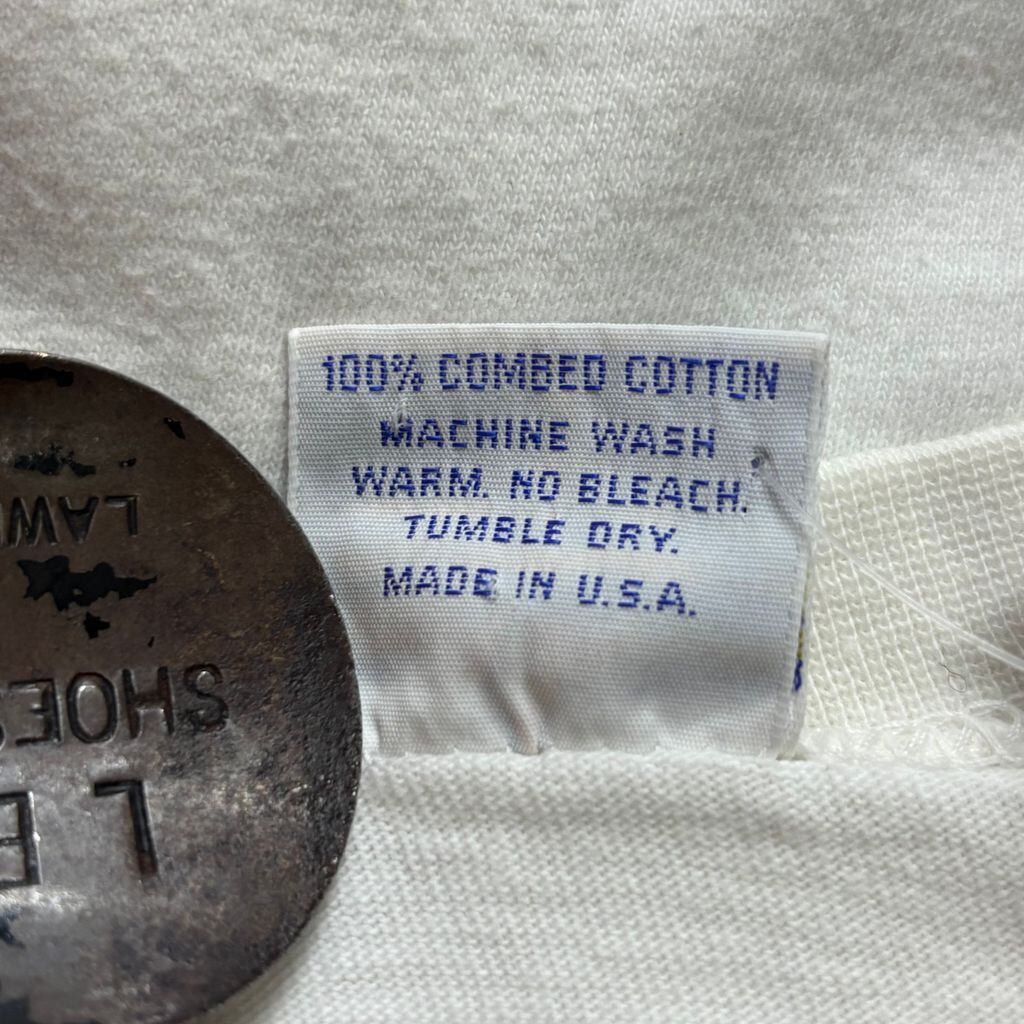 100% COMBED COTTON
MACHINE WASH
WARM. NO BLEACH.
TUMBLE DRY.
MADE IN U.S.A.
SHOES